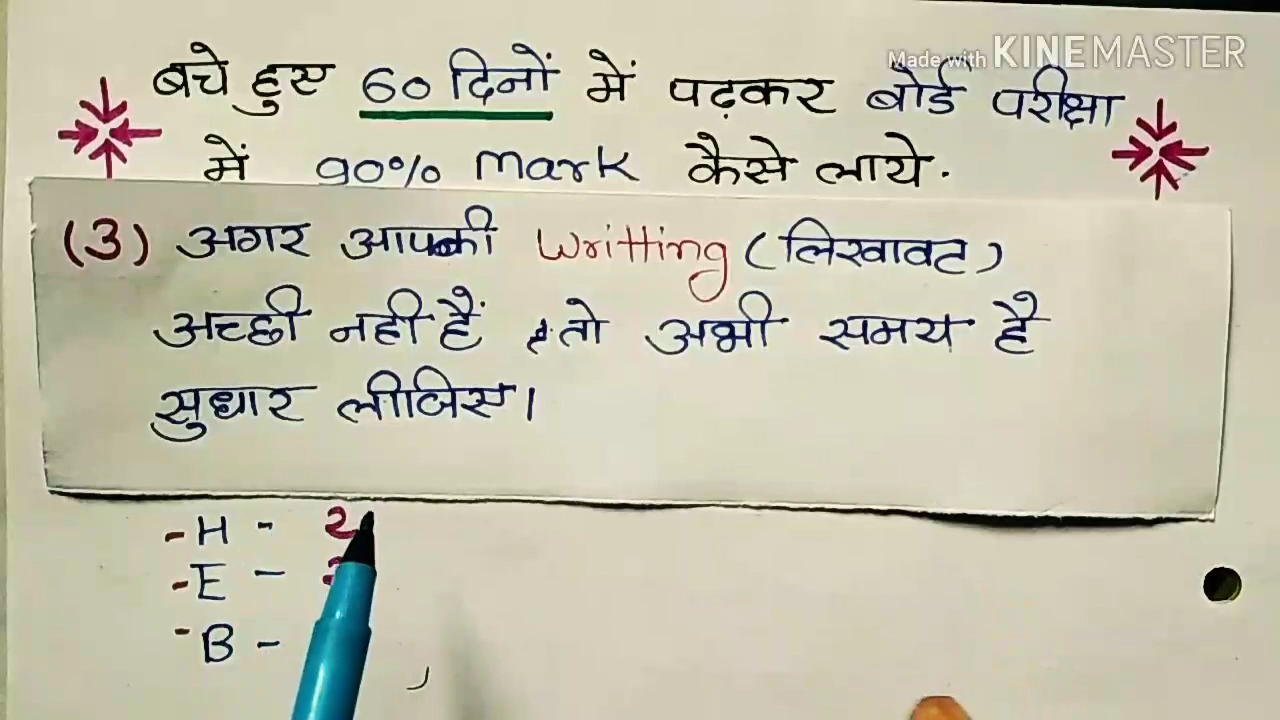 Made with KINEMASTER
बचे हुए 60 दिनों में पढ़कर बोर्ड परीक्षा
में 90% mark कैसे लाये.
(3) अगर आपकी Writting (लिखावट)
अच्छी नही हैं तो अभी समय है
सुधार लीजिए।
- H - 2
- E -
- B -